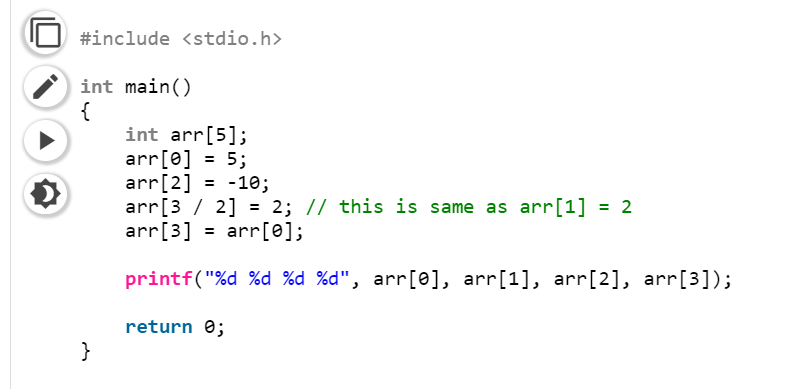 #include <stdio.h>
int main()
{
    int arr[5];
    arr[0] = 5;
    arr[2] = -10;
    arr[3 / 2] = 2; // this is same as arr[1] = 2
    arr[3] = arr[0];
    printf("%d %d %d %d", arr[0], arr[1], arr[2], arr[3]);
    return 0;
}